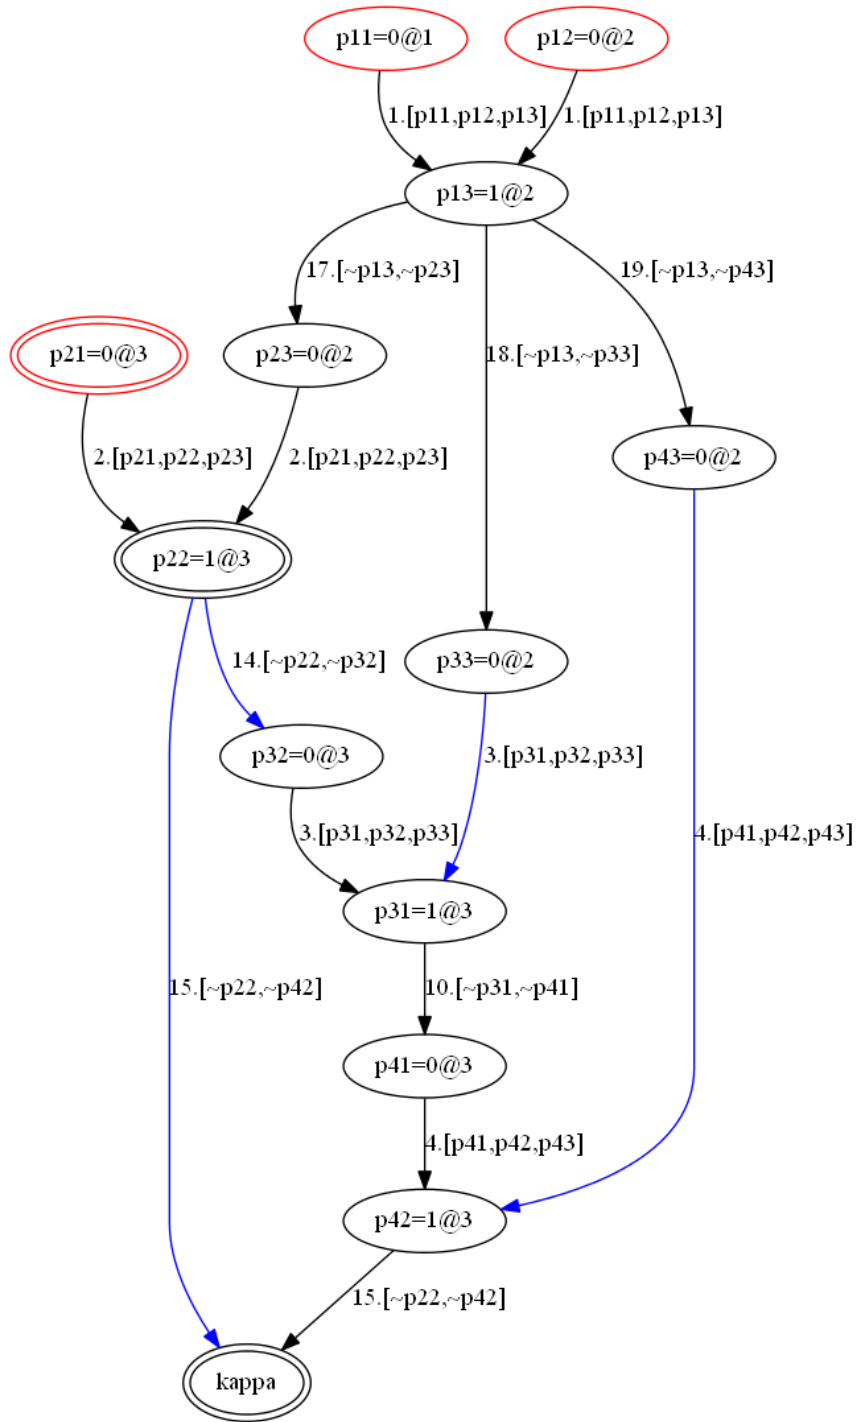 p11=0@1
p12=0@2
1.[p11,p12,p13]
1.[p11,p12,p13]
p13=1@2
17.[~p13,~p23]
19.[~p13,~p43]
p21=0@3
p23=0@2
18.[~p13,~p33]
2.[p21,p22,p23]
2.[p21,p22,p23]
p43=0@2
p22=1@3
14.[~p22,~p32]
p33=0@2
p32=0@3
3.[p31,p32,p33]
3.[p31,p32,p33]
4.[p41,p42,p43]
p31=1@3
15.[~p22,~p42]
10.[~p31,~p41]
p41=0@3
4.[p41,p42,p43]
p42=1@3
15.[~p22,~p42]
kappa